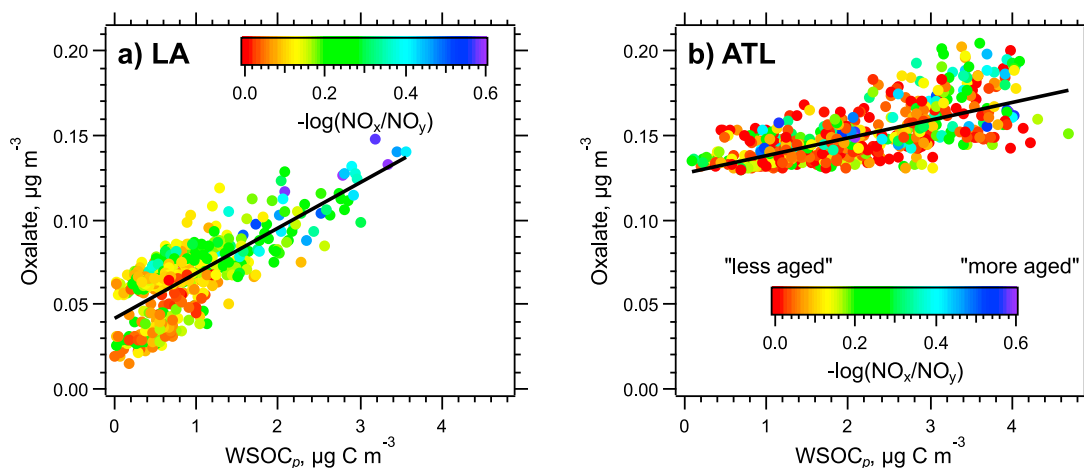 a) LA
0.0 0.2 0.4 0.6
-log(NOx/NOy)
0.20
0.15
0.10
0.05
0.00
Oxalate, µg m⁻³
0 1 2 3 4
WSOCp, µg C m⁻³
b) ATL
0.20
0.15
0.10
0.05
0.00
Oxalate, µg m⁻³
"less aged" "more aged"
0.0 0.2 0.4 0.6
-log(NOx/NOy)
0 1 2 3 4
WSOCp, µg C m⁻³